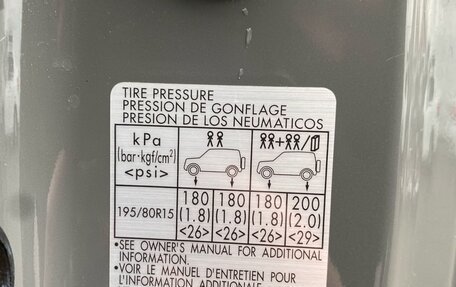 TIRE PRESSURE
PRESSION DE GONFLAGE
PRESION DE LOS NEUMATICOS
kPa
(bar·kgf/cm²)
<psi>
+ /
195/80R15
180 180 180 200
(1.8) (1.8) (1.8) (2.0)
<26> <26> <26> <29>
•SEE OWNER'S MANUAL FOR ADDITIONAL
INFORMATION.
•VOIR LE MANUEL D'ENTRETIEN POUR
L'INFORMATION ADDITIONALE